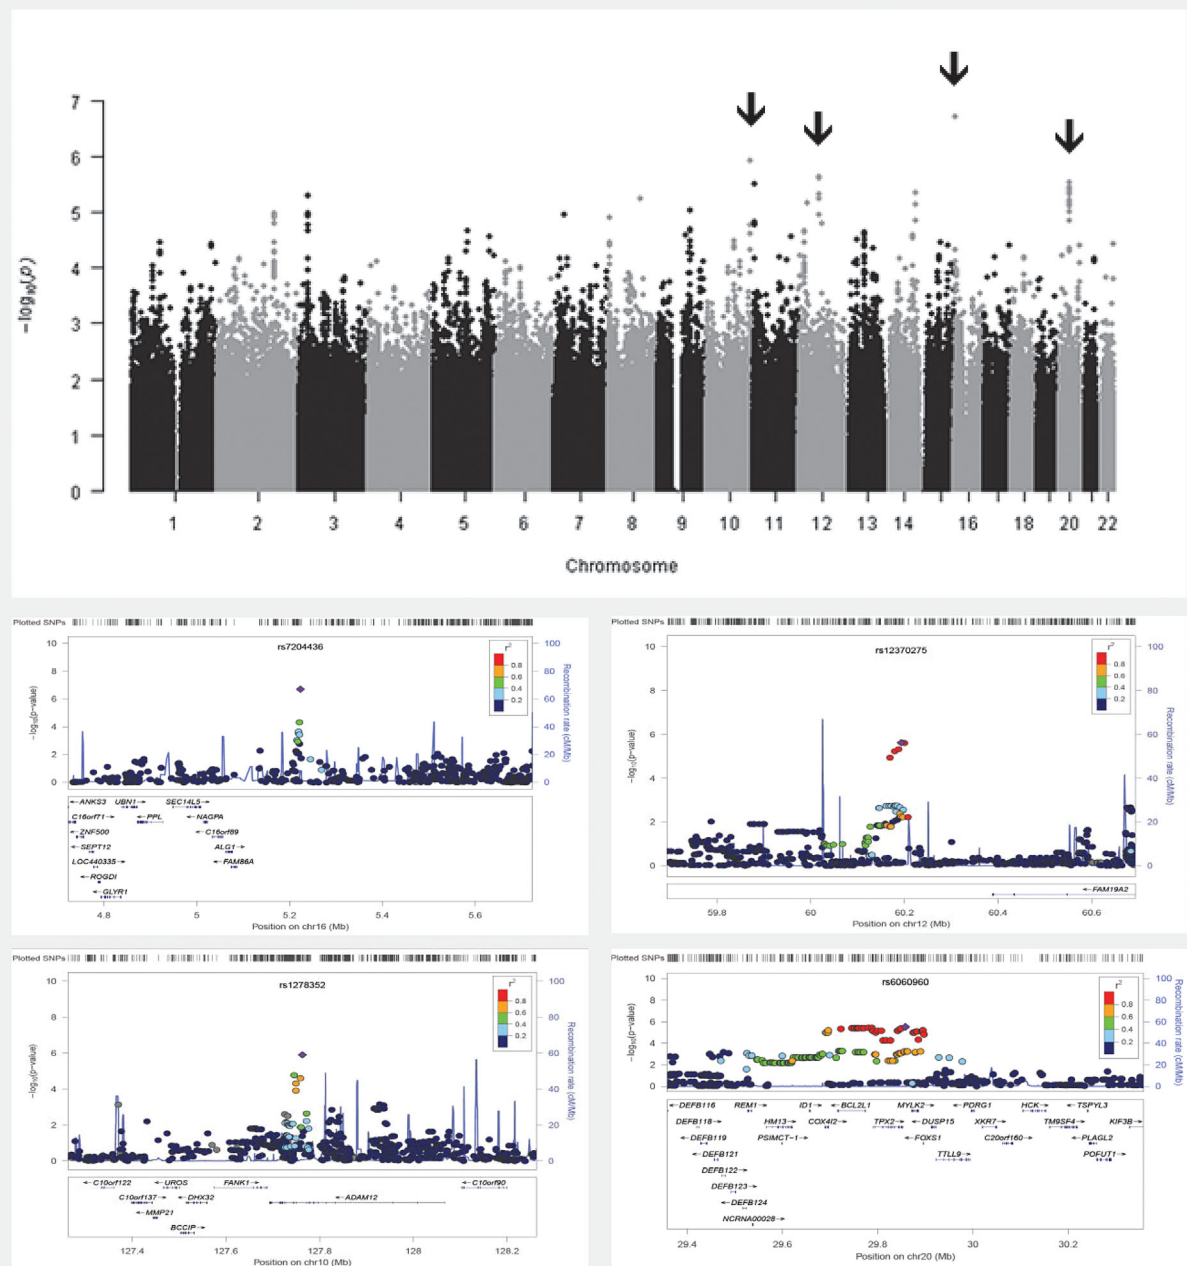 7
6
5
4
3
2
1
0
−log₁₀(p)
1 2 3 4 5 6 7 8 9 10 11 12 13 14 16 18 20 22
Chromosome
Plotted SNPs
rs7204436
r²
0.8
0.6
0.4
0.2
10
8
6
4
2
0
−log₁₀(p−value)
100
80
60
40
20
0
Recombination rate (cM/Mb)
←ANKS3 UBN1→ SEC14L5→
C16orf71→ ←PPL ←NAGPA
←ZNF500 ←C16orf89
←SEPT12 ALG1→
LOC440335→ ←FAM86A
←ROGDI
←GLYR1
4.8 5 5.2 5.4 5.6
Position on chr16 (Mb)
Plotted SNPs
rs12370275
r²
0.8
0.6
0.4
0.2
10
8
6
4
2
0
−log₁₀(p−value)
100
80
60
40
20
0
Recombination rate (cM/Mb)
←FAM19A2
59.8 60 60.2 60.4 60.6
Position on chr12 (Mb)
Plotted SNPs
rs1278352
r²
0.8
0.6
0.4
0.2
10
8
6
4
2
0
−log₁₀(p−value)
100
80
60
40
20
0
Recombination rate (cM/Mb)
←C10orf122 ←UROS FANK1→ ←C10orf90
C10orf137→ ←DHX32 ←ADAM12
←MMP21
BCCIP→
127.4 127.6 127.8 128 128.2
Position on chr10 (Mb)
Plotted SNPs
rs6060960
r²
0.8
0.6
0.4
0.2
10
8
6
4
2
0
−log₁₀(p−value)
100
80
60
40
20
0
Recombination rate (cM/Mb)
←DEFB116 REM1→ ID1→ ←BCL2L1 MYLK2→ ←PDRG1 HCK→ ←TSPYL3
DEFB118→ HM13→ COX4I2→ TPX2→ ←DUSP15 XKR7→ TM9SF4→ KIF3B→
←DEFB119 PSIMCT−1→ ←FOXS1 C20orf160→ ←PLAGL2
←DEFB121 TTLL9→ POFUT1→
←DEFB122
DEFB123→
←DEFB124
NCRNA00028→
29.4 29.6 29.8 30 30.2
Position on chr20 (Mb)